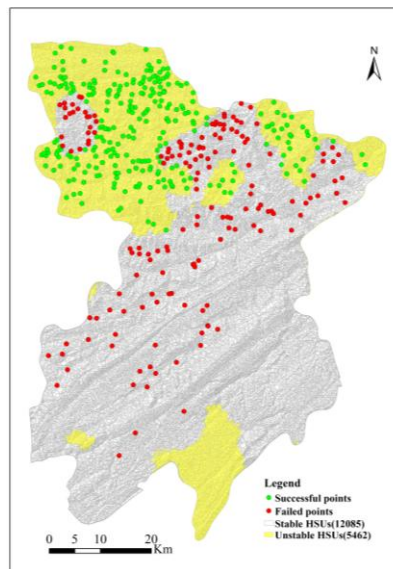 N
Legend
Successful points
Failed points
Stable HSUs(12085)
Unstable HSUs(5462)
0 5 10 20
Km